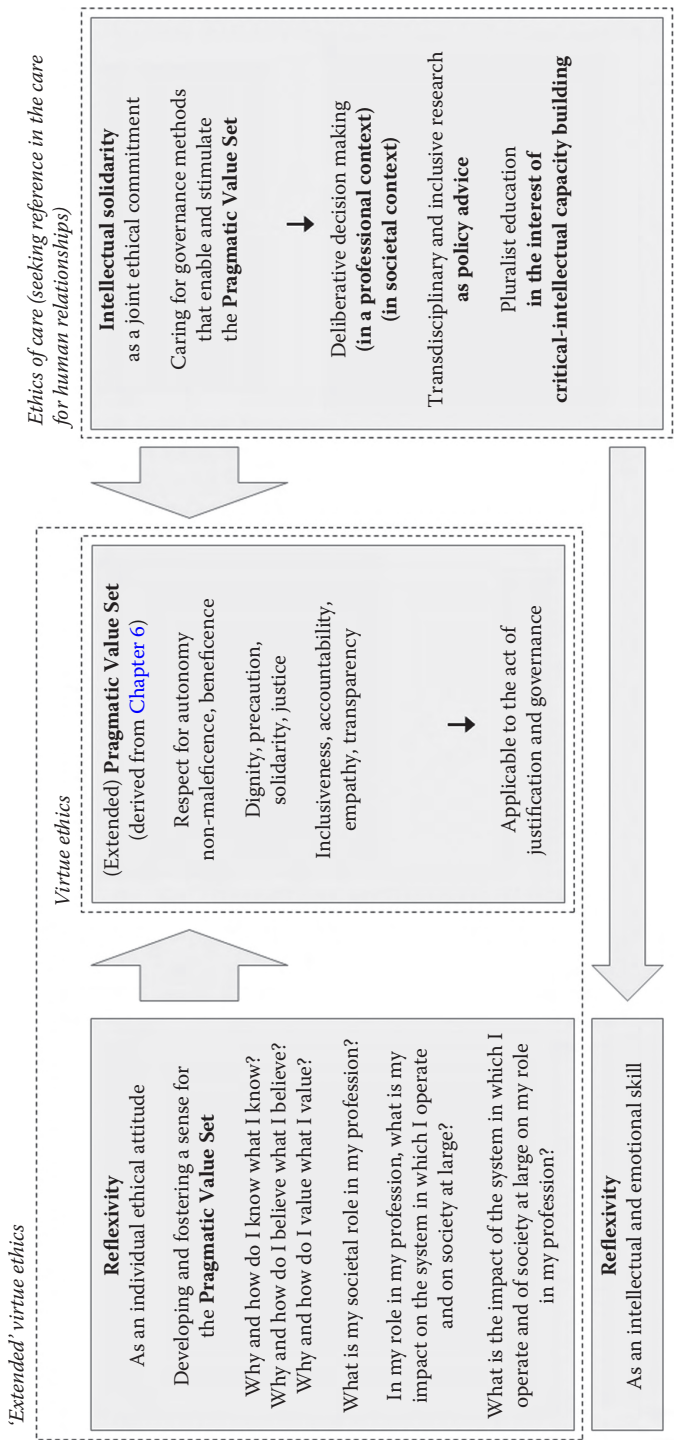 'Extended' virtue ethics
Reflexivity
As an individual ethical attitude
Developing and fostering a sense for
the Pragmatic Value Set
Why and how do I know what I know?
Why and how do I believe what I believe?
Why and how do I value what I value?
What is my societal role in my profession?
In my role in my profession, what is my
impact on the system in which I operate
and on society at large?
What is the impact of the system in which I
operate and of society at large on my role
in my profession?
Reflexivity
As an intellectual and emotional skill
Virtue ethics
(Extended) Pragmatic Value Set
(derived from Chapter 6)
Respect for autonomy
non-maleficence, beneficence
Dignity, precaution,
solidarity, justice
Inclusiveness, accountability,
empathy, transparency
Applicable to the act of
justification and governance
Ethics of care (seeking reference in the care
for human relationships)
Intellectual solidarity
as a joint ethical commitment
Caring for governance methods
that enable and stimulate
the Pragmatic Value Set
Deliberative decision making
(in a professional context)
(in societal context)
Transdisciplinary and inclusive research
as policy advice
Pluralist education
in the interest of
critical-intellectual capacity building